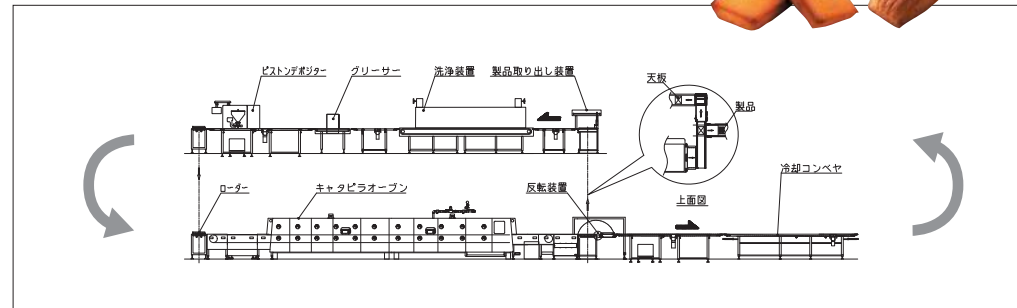 ピストンデポジター
グリーサー
洗浄装置
製品取り出し装置
天板
製品
ローダー
キャタピラオーブン
反転装置
上面図
冷却コンベヤ